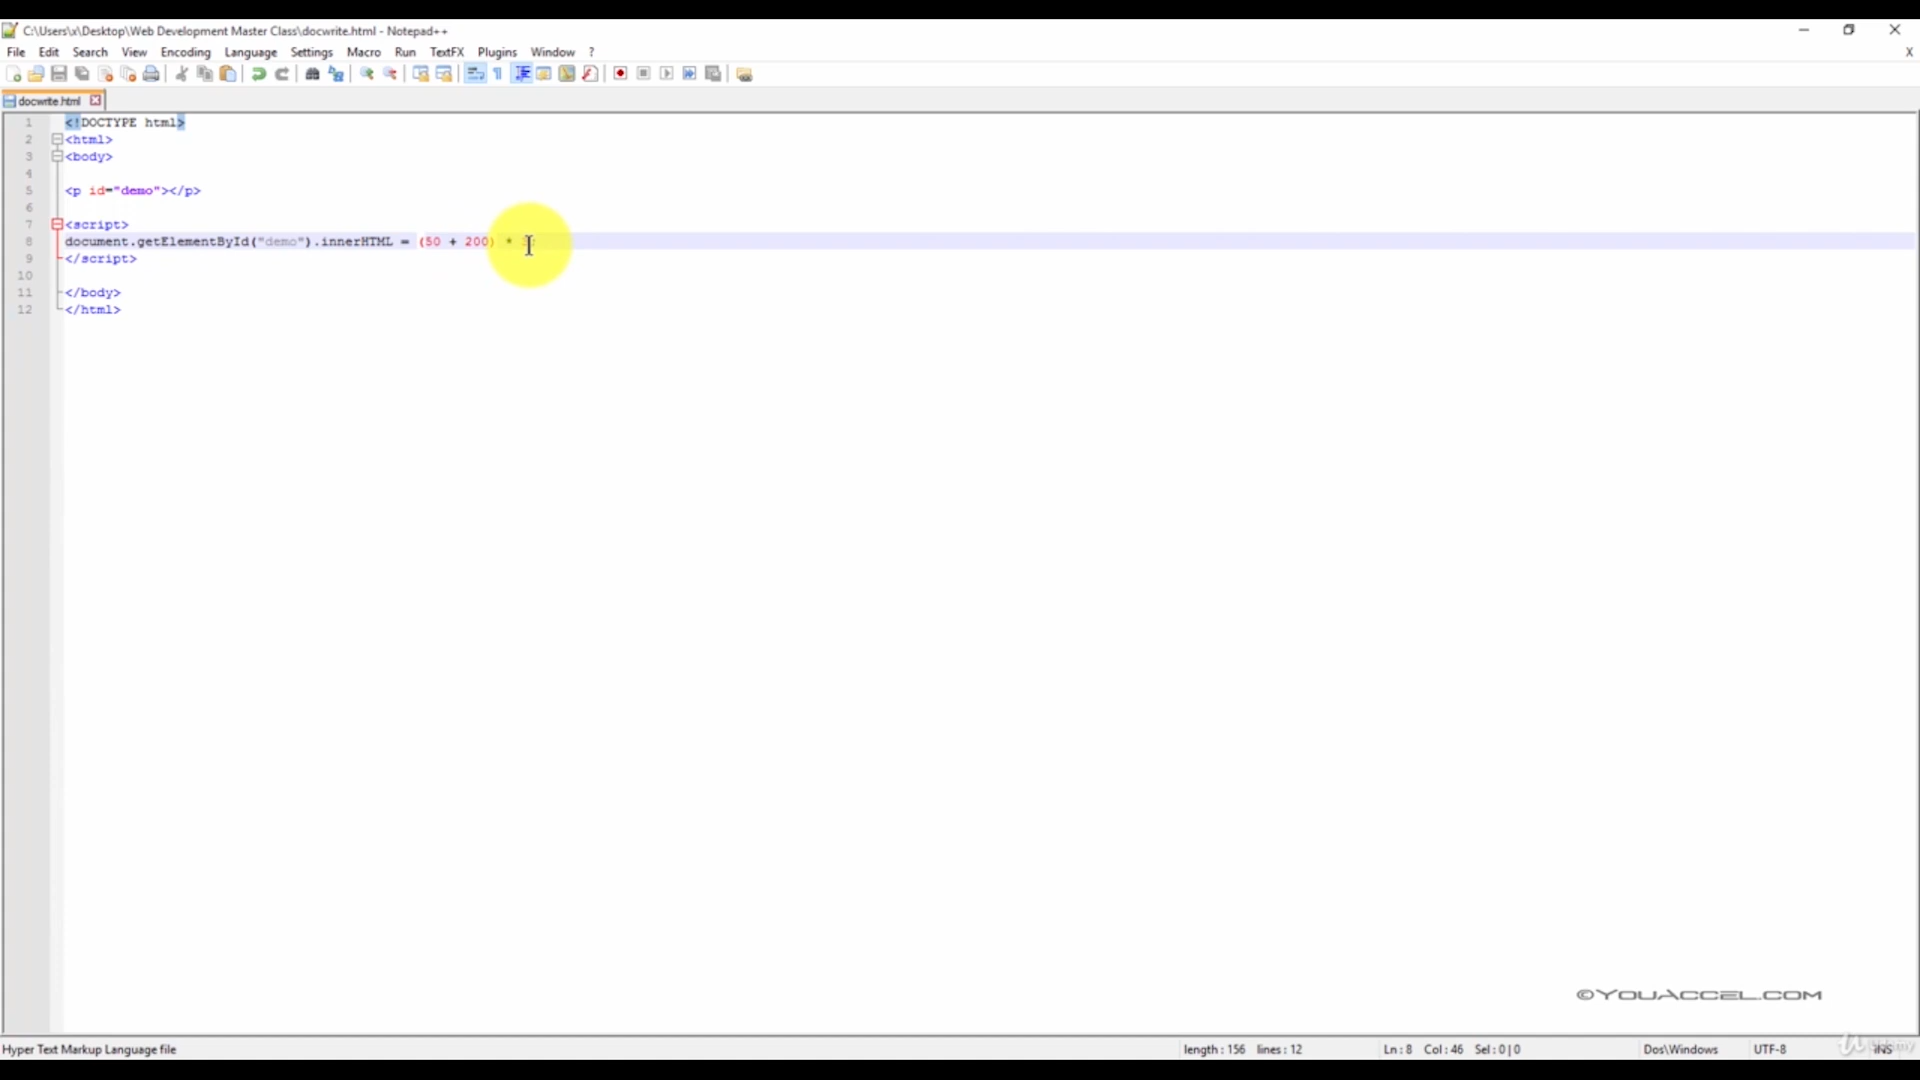 C:\Users\x\Desktop\Web Development Master Class\docwrite.html - Notepad++
File Edit Search View Encoding Language Settings Macro Run TextFX Plugins Window ?
X
docwrite.html
1 <!DOCTYPE html>
2 <html>
3 <body>
4
5 <p id="demo"></p>
6
7 <script>
8 document.getElementById("demo").innerHTML = (50 + 200) *
9 </script>
10
11 </body>
12 </html>
©YOUACCEL.COM
Hyper Text Markup Language file length : 156 lines : 12 Ln : 8 Col : 46 Sel : 0 | 0 Dos\Windows UTF-8 INS